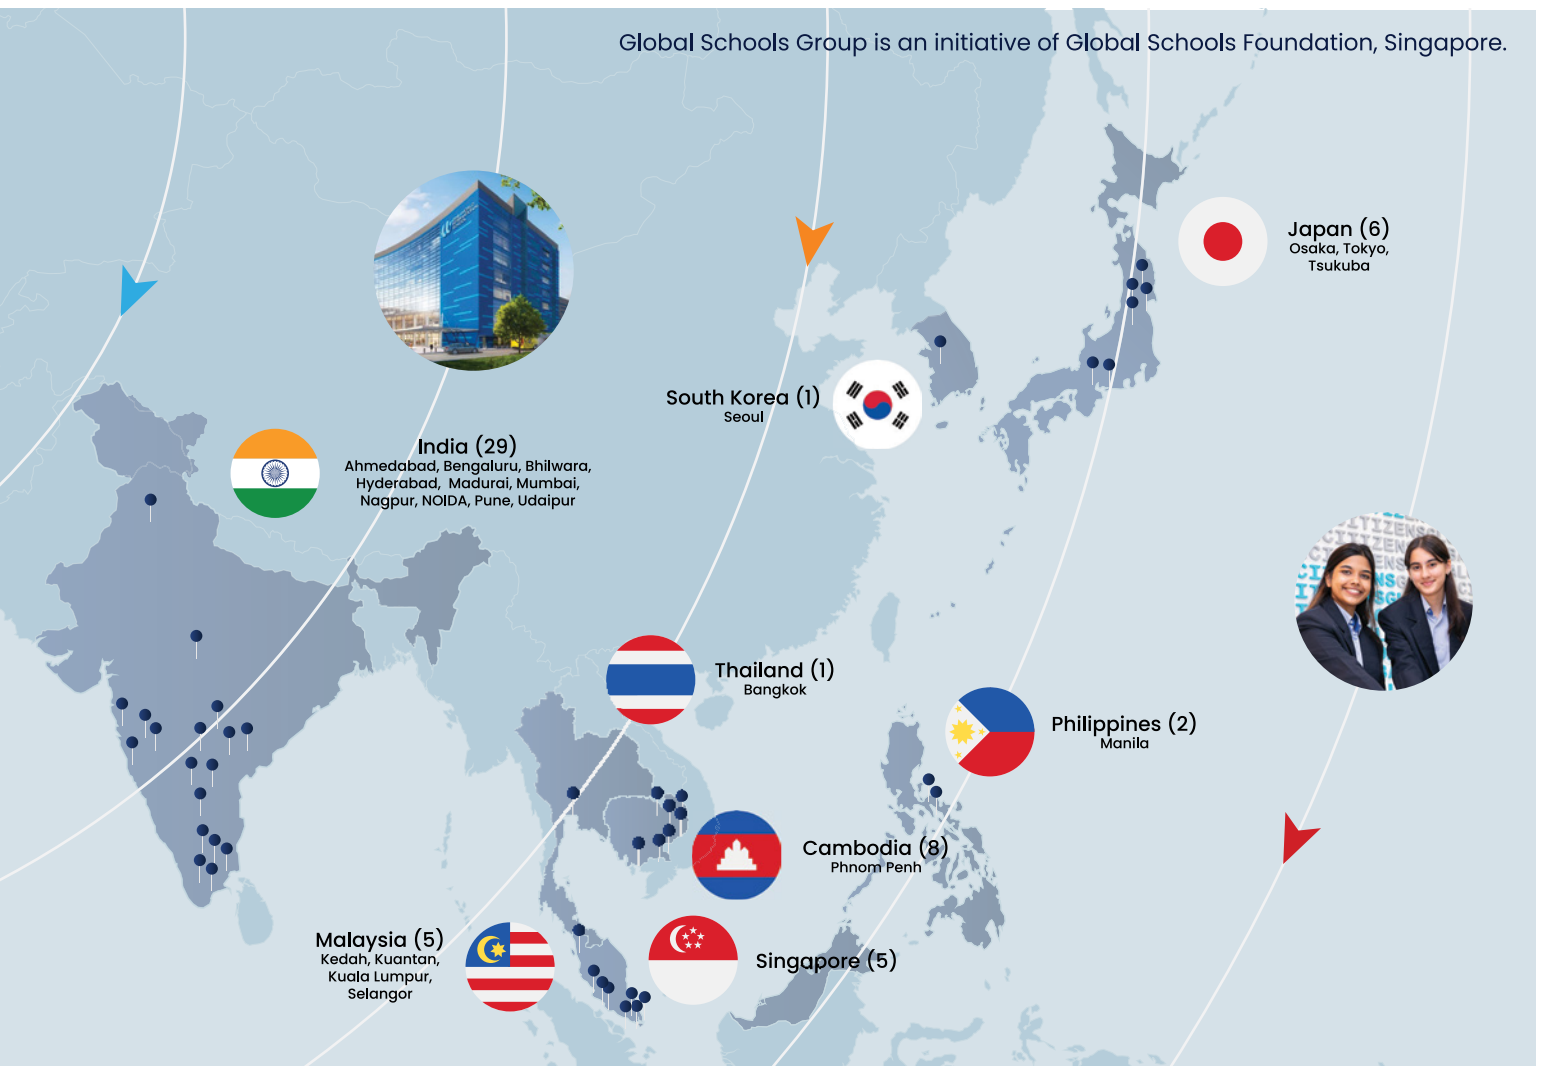 Global Schools Group is an initiative of Global Schools Foundation, Singapore.
Japan (6)
Osaka, Tokyo,
Tsukuba
South Korea (1)
Seoul
India (29)
Ahmedabad, Bengaluru, Bhilwara,
Hyderabad, Madurai, Mumbai,
Nagpur, NOIDA, Pune, Udaipur
Thailand (1)
Bangkok
Philippines (2)
Manila
Cambodia (8)
Phnom Penh
Malaysia (5)
Kedah, Kuantan,
Kuala Lumpur,
Selangor
Singapore (5)